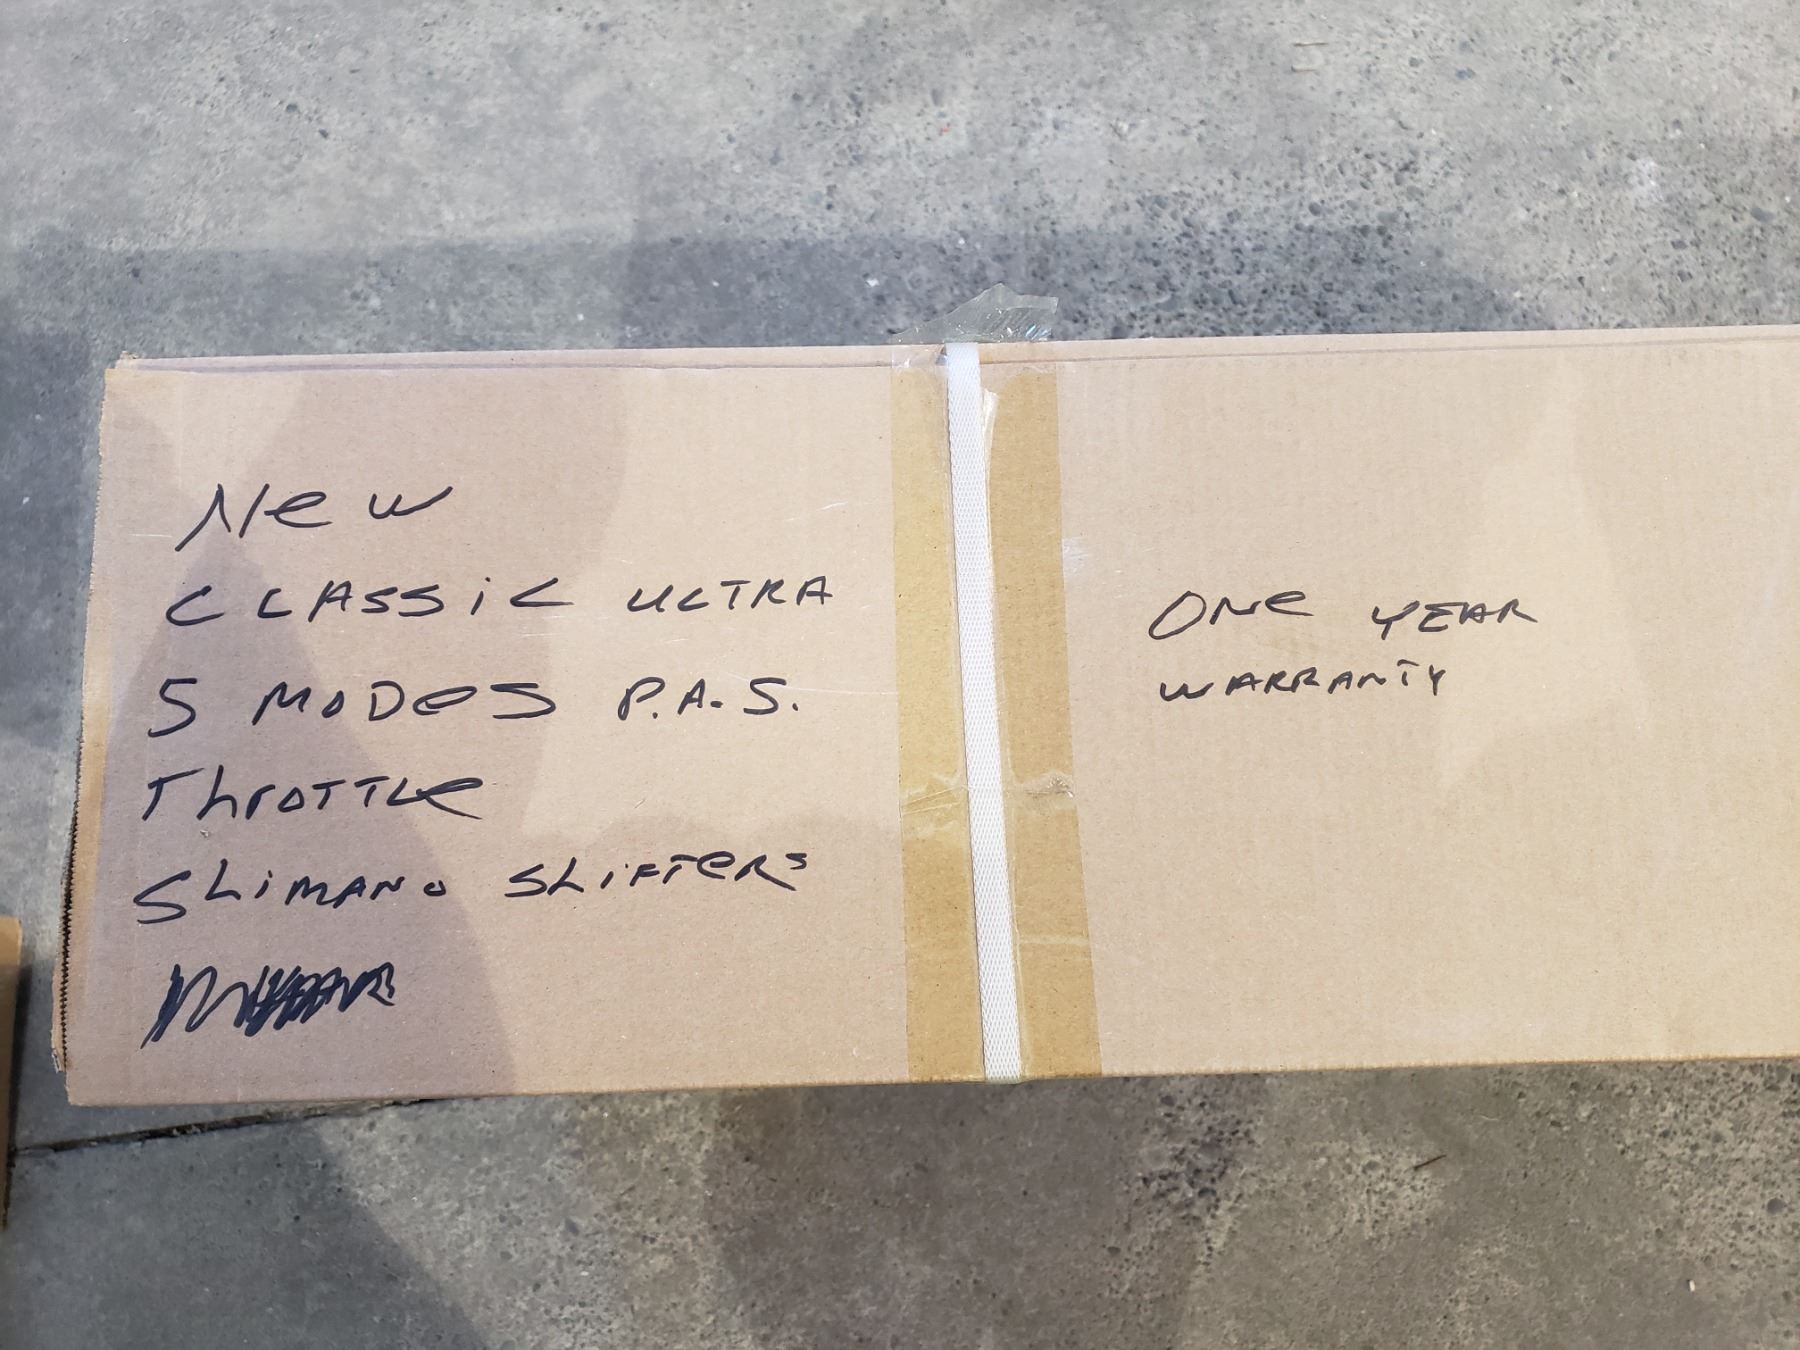 New
CLASSiC ULTRA
5 MODeS P.A.S.
ThroTTLe
SHiMANo SHiFTeRS
ONe YEAR
WARRANTY